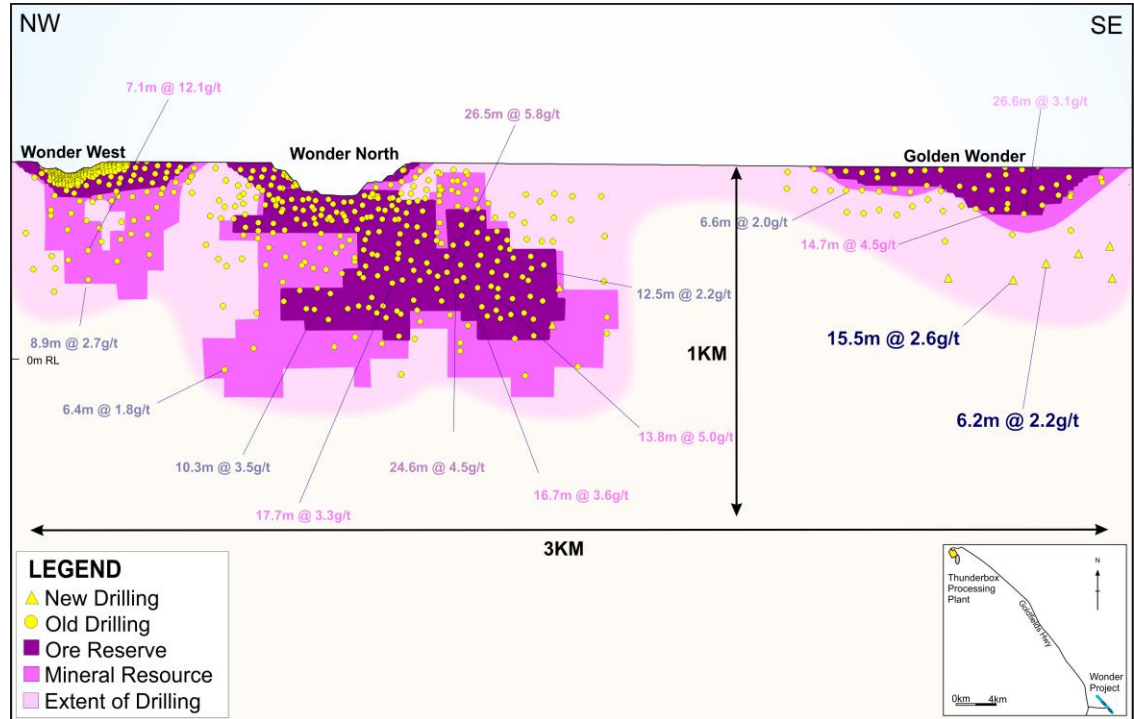 NW
SE
7.1m @ 12.1g/t
26.5m @ 5.8g/t
26.6m @ 3.1g/t
Wonder West
Wonder North
Golden Wonder
6.6m @ 2.0g/t
14.7m @ 4.5g/t
12.5m @ 2.2g/t
15.5m @ 2.6g/t
8.9m @ 2.7g/t
0m RL
1KM
6.4m @ 1.8g/t
6.2m @ 2.2g/t
13.8m @ 5.0g/t
10.3m @ 3.5g/t
24.6m @ 4.5g/t
16.7m @ 3.6g/t
17.7m @ 3.3g/t
3KM
LEGEND
New Drilling
Old Drilling
Ore Reserve
Mineral Resource
Extent of Drilling
N
Thunderbox
Processing
Plant
Goldfields Hwy
Wonder
Project
0km 4km